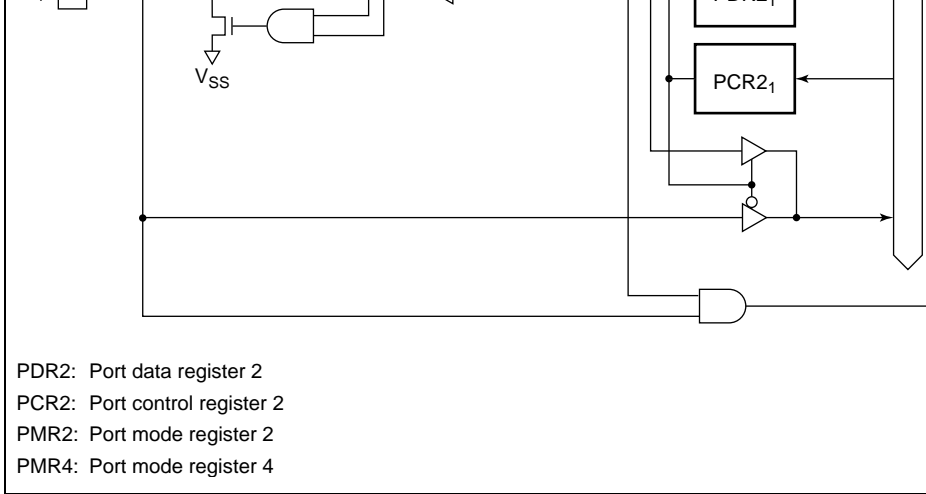 PDR2₁
V_SS
PCR2₁
PDR2: Port data register 2
PCR2: Port control register 2
PMR2: Port mode register 2
PMR4: Port mode register 4